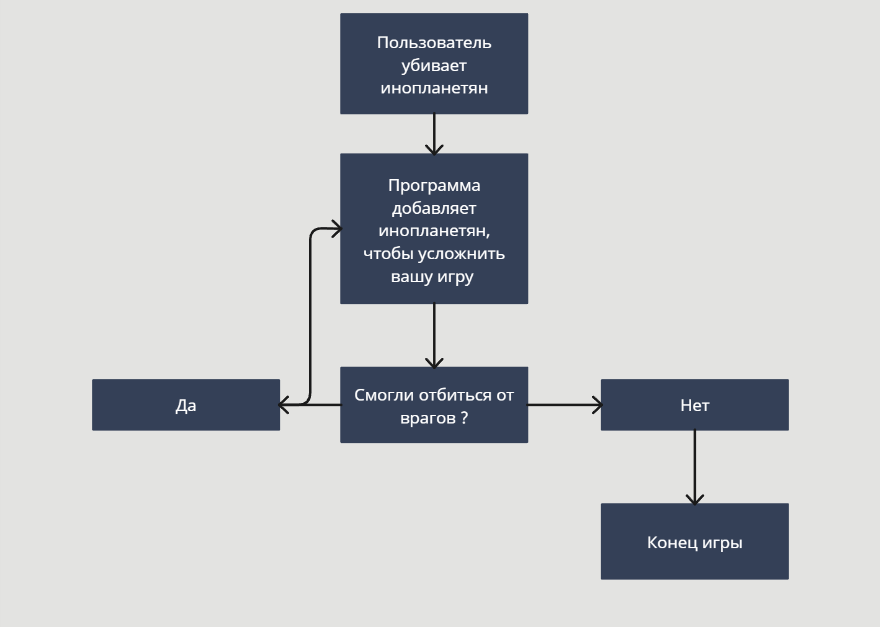 Пользователь
убивает
инопланетян
Программа
добавляет
инопланетян,
чтобы усложнить
вашу игру
Да
Смогли отбиться от
врагов ?
Нет
Конец игры